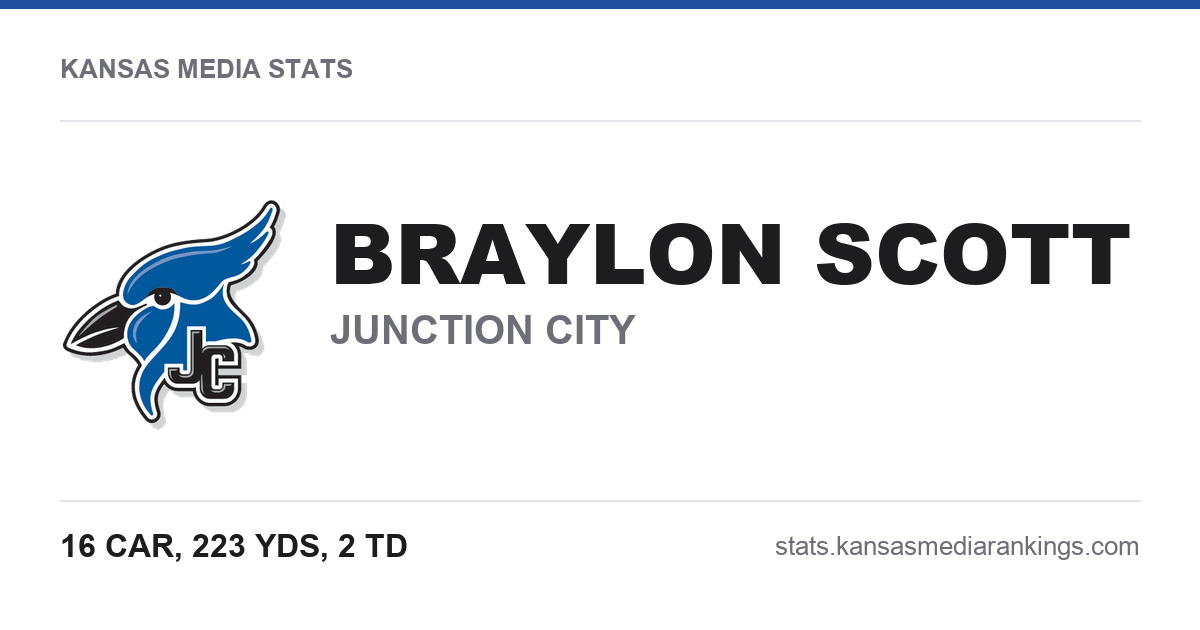 KANSAS MEDIA STATS
BRAYLON SCOTT
JUNCTION CITY
JC
16 CAR, 223 YDS, 2 TD
stats.kansasmediarankings.com